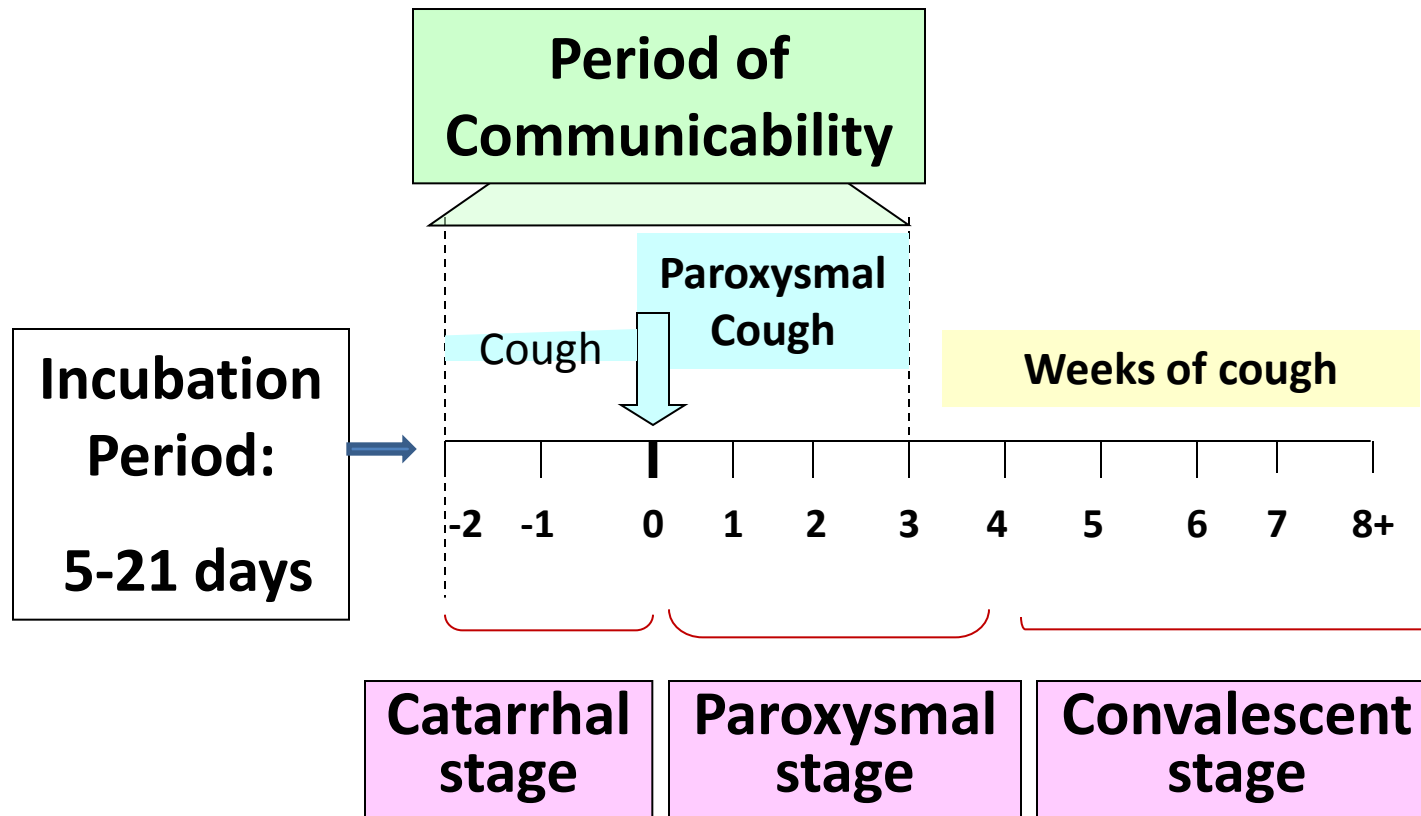 Period of
Communicability
Paroxysmal
Cough
Cough
Weeks of cough
Incubation
Period:
5-21 days
-2 -1 0 1 2 3 4 5 6 7 8+
Catarrhal
stage
Paroxysmal
stage
Convalescent
stage